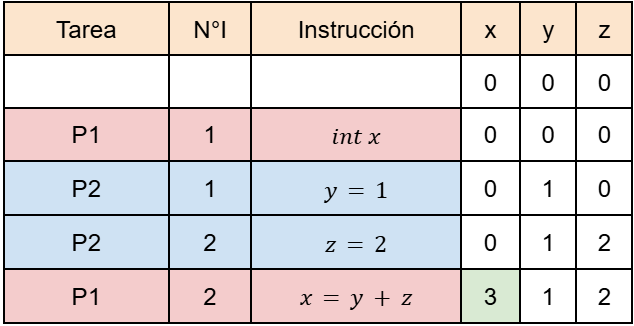 Tarea N°I Instrucción x y z
0 0 0
P1 1 int x 0 0 0
P2 1 y = 1 0 1 0
P2 2 z = 2 0 1 2
P1 2 x = y + z 3 1 2